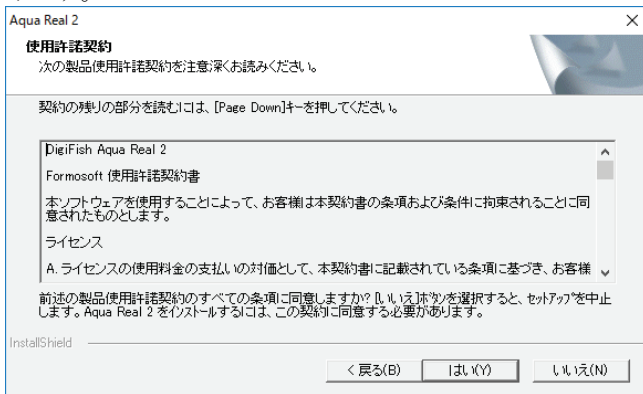 Aqua Real 2
使用許諾契約
次の製品使用許諾契約を注意深くお読みください。
契約の残りの部分を読むには、[Page Down]キーを押してください。
DigiFish Aqua Real 2
Formosoft 使用許諾契約書
本ソフトウェアを使用することによって、お客様は本契約書の条項および条件に拘束されることに同
意されたものとします。
ライセンス
A. ライセンスの使用料金の支払いの対価として、本契約書に記載されている条項に基づき、お客様
前述の製品使用許諾契約のすべての条項に同意しますか? [いいえ]ボタンを選択すると、セットアップを中止
します。Aqua Real 2 をインストールするには、この契約に同意する必要があります。
InstallShield
< 戻る(B) はい(Y) いいえ(N)